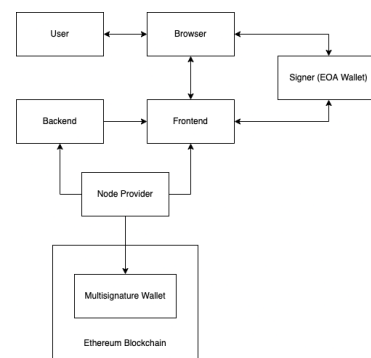 User
Browser
Signer (EOA Wallet)
Backend
Frontend
Node Provider
Multisignature Wallet
Ethereum Blockchain